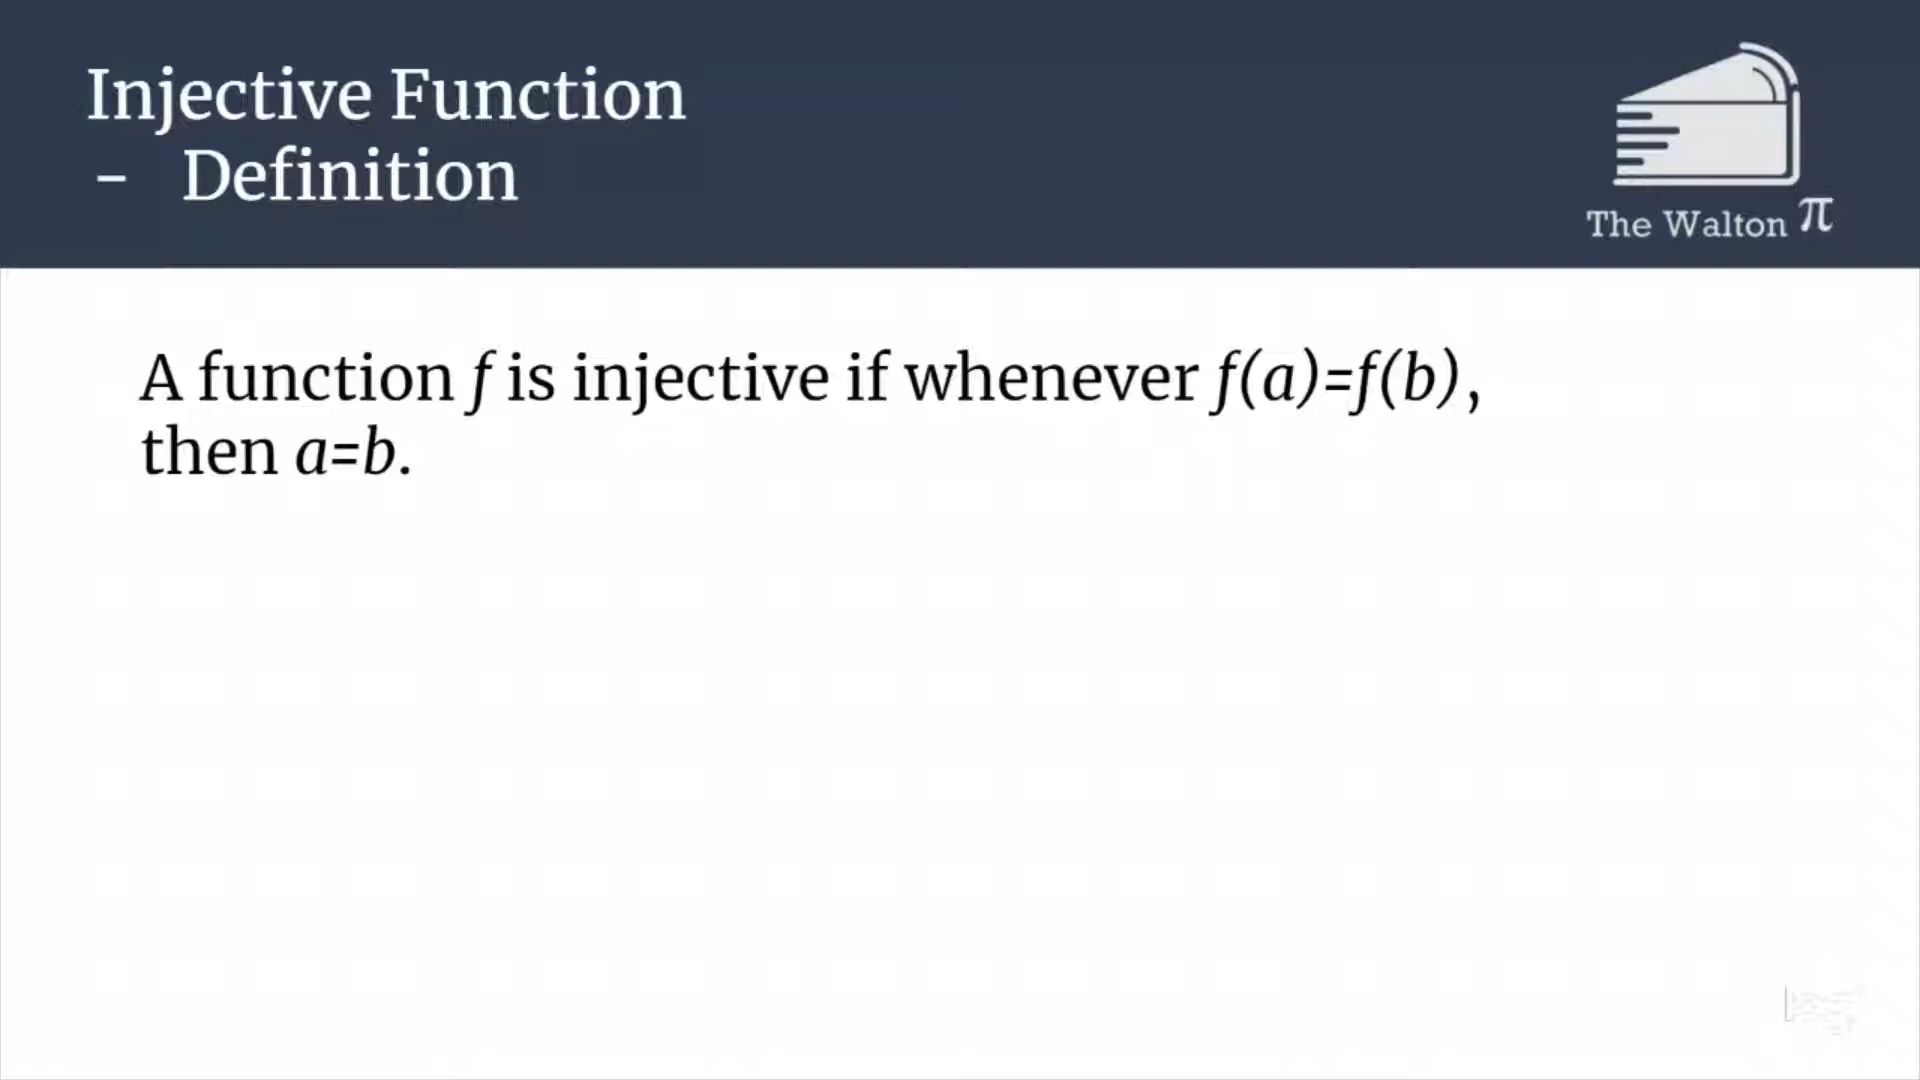 Injective Function
- Definition
The Walton π
A function f is injective if whenever f(a)=f(b),
then a=b.